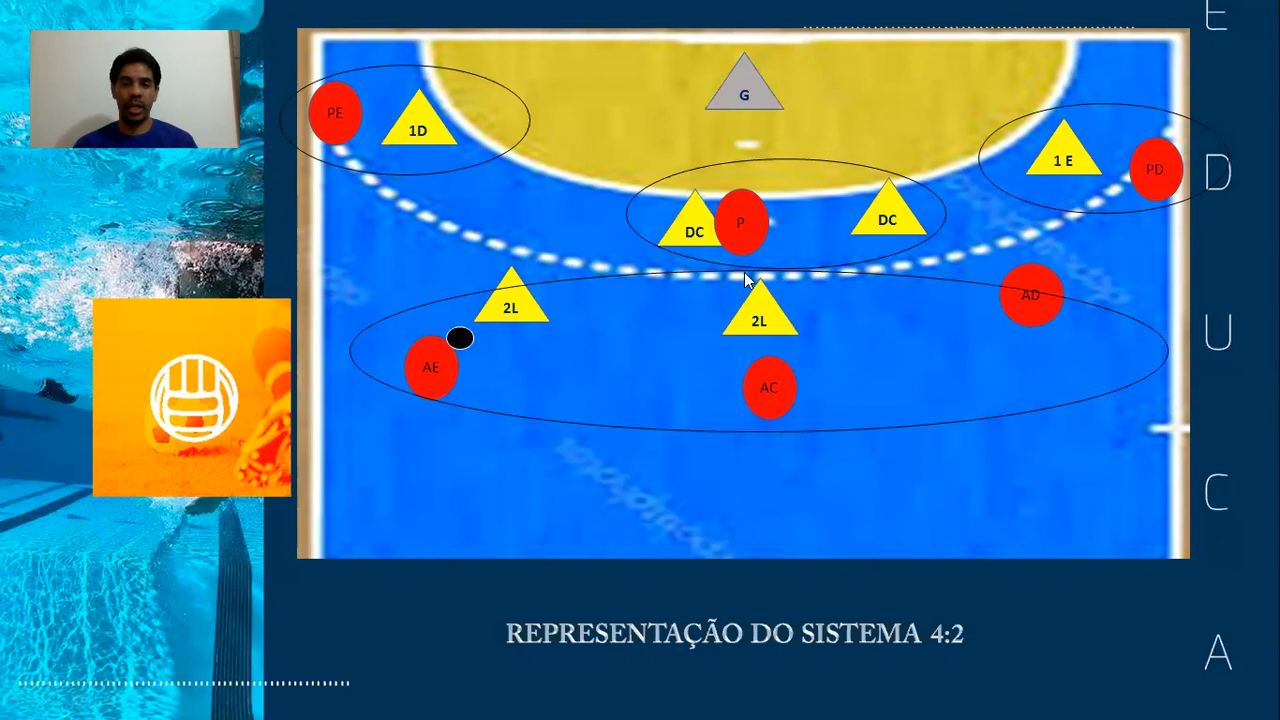 E
D
U
C
A
G
PE
1D
1 E
PD
DC
P
DC
2L
2L
AD
AE
AC
REPRESENTAÇÃO DO SISTEMA 4:2